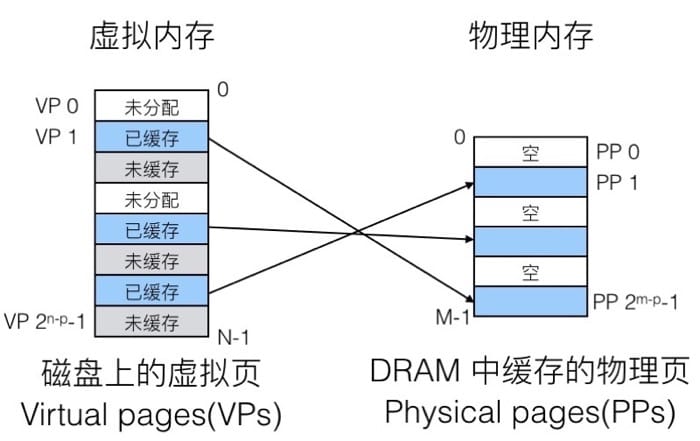 虚拟内存
物理内存
0
VP 0
未分配
VP 1
已缓存
未缓存
未分配
已缓存
未缓存
已缓存
VP 2ⁿ⁻ᵖ-1
未缓存
N-1
0
空
PP 0
PP 1
空
空
PP 2ᵐ⁻ᵖ-1
M-1
磁盘上的虚拟页
Virtual pages(VPs)
DRAM 中缓存的物理页
Physical pages(PPs)